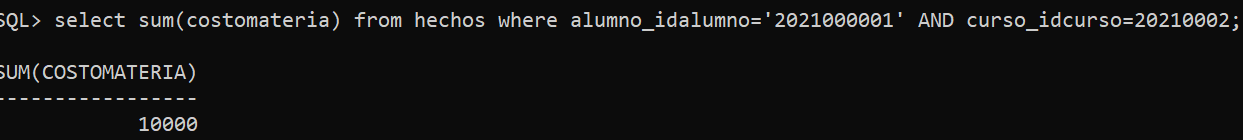 SQL> select sum(costomateria) from hechos where alumno_idalumno='2021000001' AND curso_idcurso=20210002;
SUM(COSTOMATERIA)
-----------------
10000